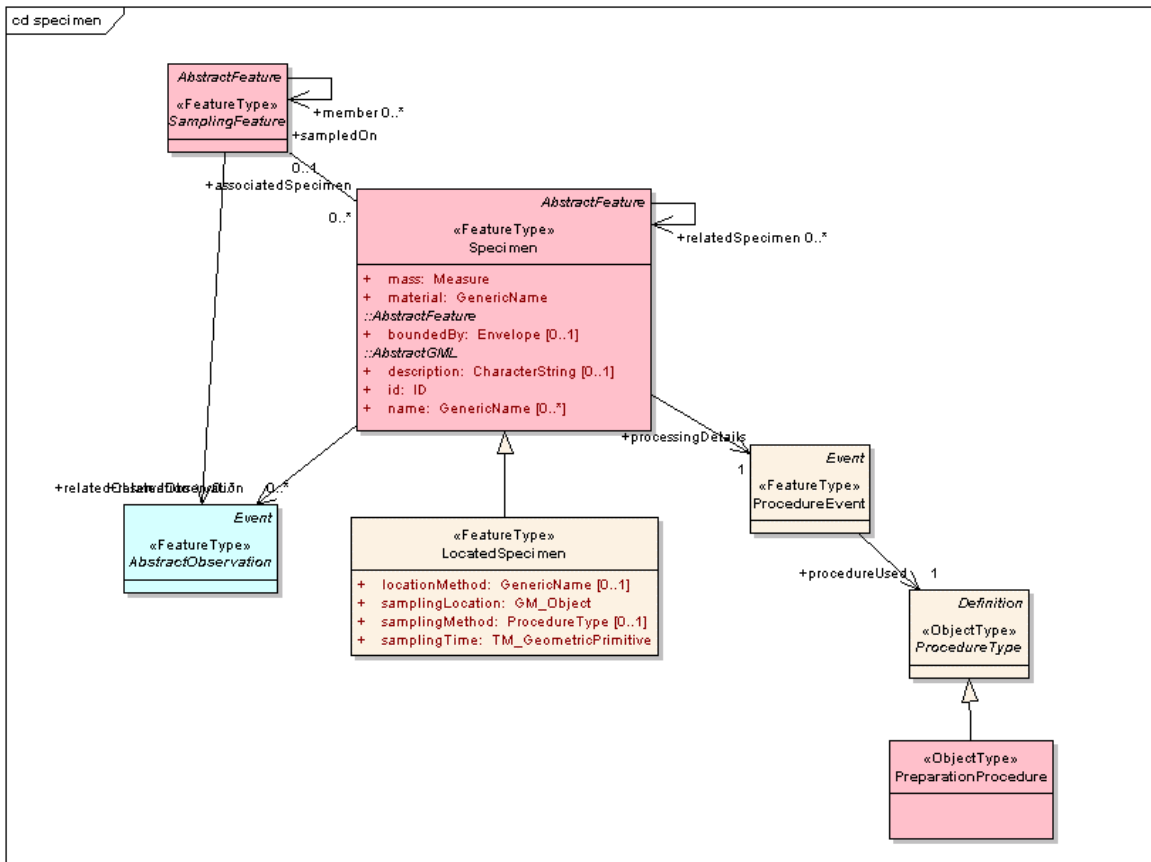 cd specimen
AbstractFeature
«FeatureType»
SamplingFeature
+member 0..*
+sampledOn
0..1
+associatedSpecimen
0..*
AbstractFeature
«FeatureType»
Specimen
+relatedSpecimen 0..*
+ mass: Measure
+ material: GenericName
::AbstractFeature
+ boundedBy: Envelope [0..1]
::AbstractGML
+ description: CharacterString [0..1]
+ id: ID
+ name: GenericName [0..*]
+processingDetails
1
Event
«FeatureType»
ProcedureEvent
0..*
Event
«FeatureType»
AbstractObservation
«FeatureType»
LocatedSpecimen
+ locationMethod: GenericName [0..1]
+ samplingLocation: GM_Object
+ samplingMethod: ProcedureType [0..1]
+ samplingTime: TM_GeometricPrimitive
+procedureUsed
1
Definition
«ObjectType»
ProcedureType
«ObjectType»
PreparationProcedure